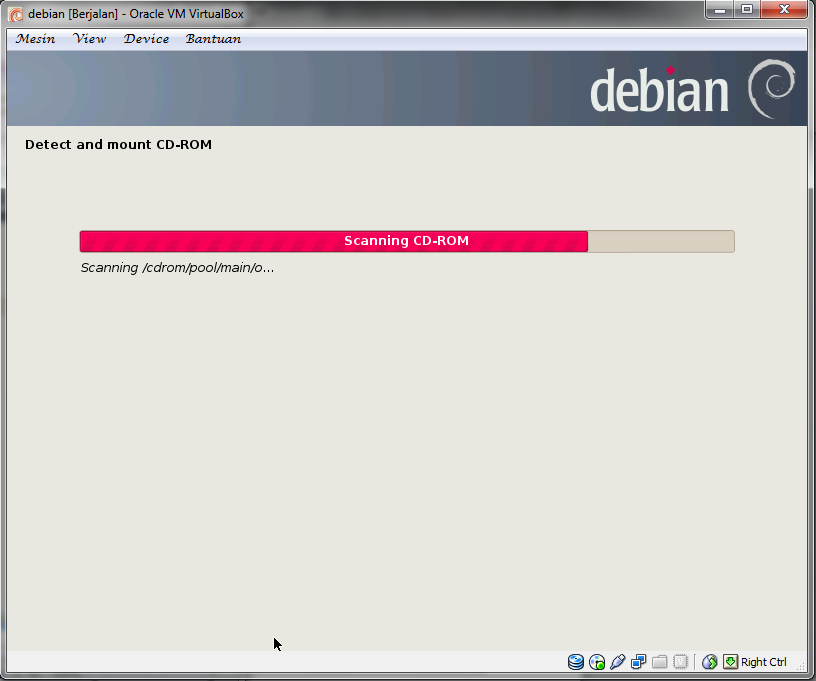 debian [Berjalan] - Oracle VM VirtualBox
Mesin View Device Bantuan
debian
Detect and mount CD-ROM
Scanning CD-ROM
Scanning /cdrom/pool/main/o...
Right Ctrl